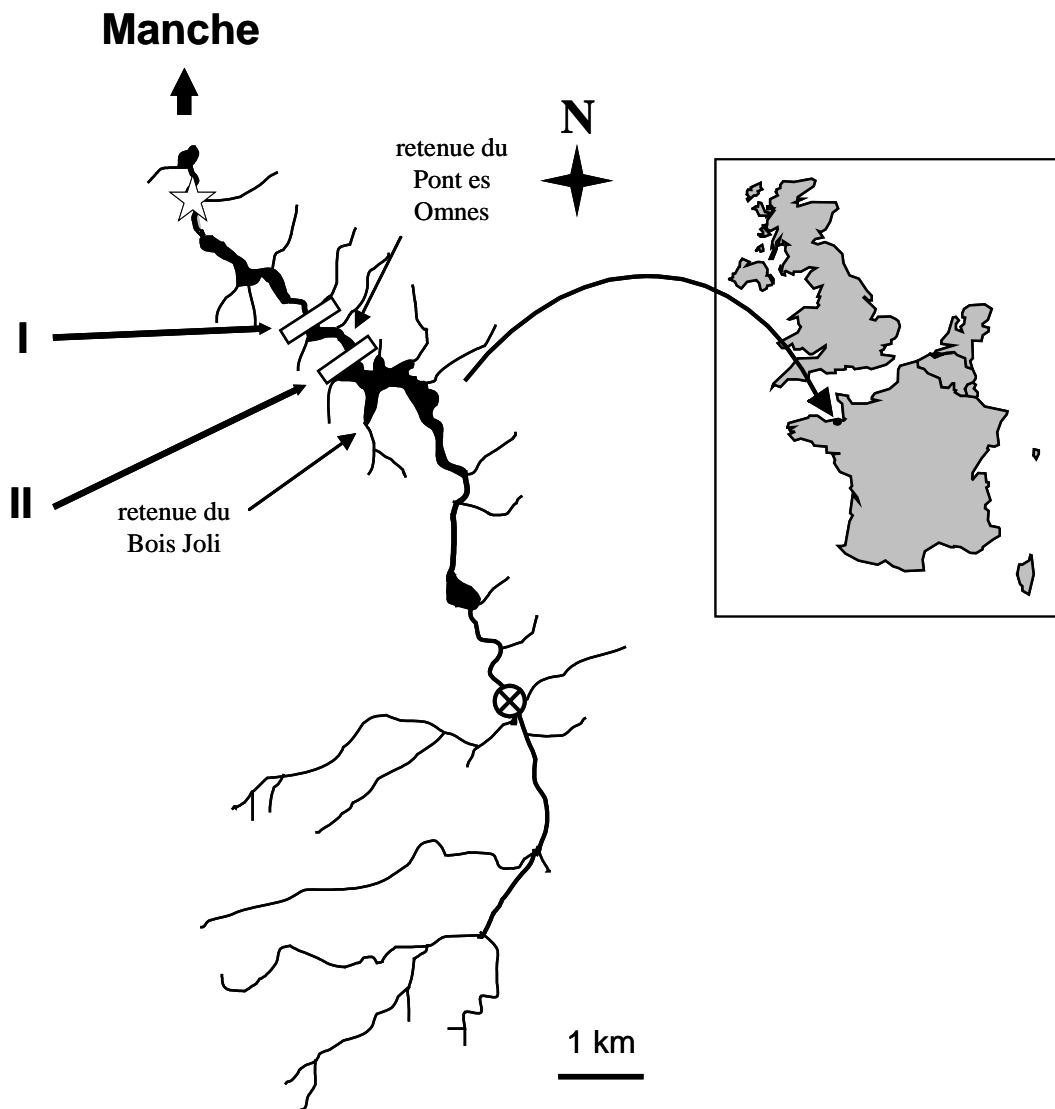 Manche
N
retenue du
Pont es
Omnes
I
II
retenue du
Bois Joli
1 km